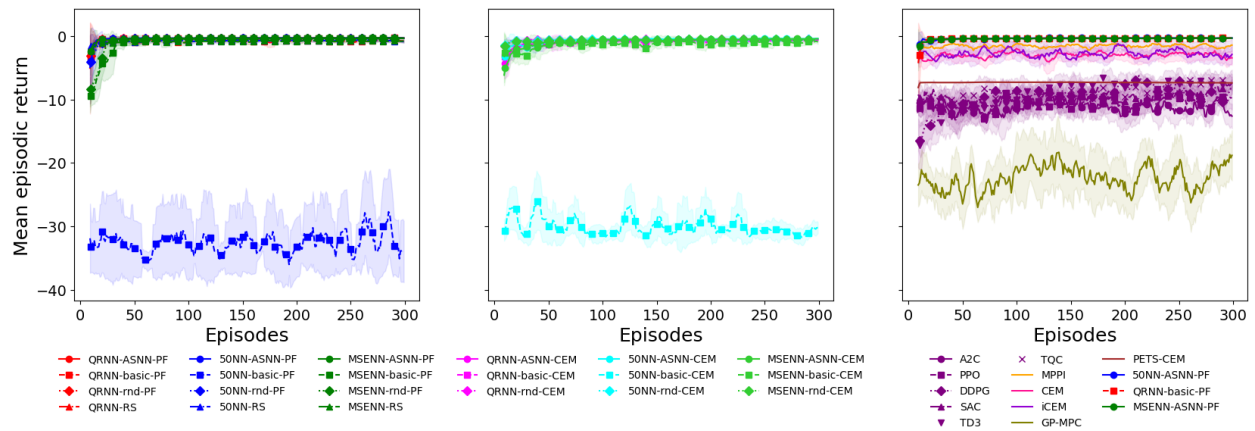 Mean episodic return
0
−10
−20
−30
−40
0 50 100 150 200 250 300
Episodes
0 50 100 150 200 250 300
Episodes
0 50 100 150 200 250 300
Episodes
QRNN-ASNN-PF 50NN-ASNN-PF MSENN-ASNN-PF
QRNN-basic-PF 50NN-basic-PF MSENN-basic-PF
QRNN-rnd-PF 50NN-rnd-PF MSENN-rnd-PF
QRNN-RS 50NN-RS MSENN-RS
QRNN-ASNN-CEM 50NN-ASNN-CEM MSENN-ASNN-CEM
QRNN-basic-CEM 50NN-basic-CEM MSENN-basic-CEM
QRNN-rnd-CEM 50NN-rnd-CEM MSENN-rnd-CEM
A2C TQC PETS-CEM
PPO MPPI 50NN-ASNN-PF
DDPG CEM QRNN-basic-PF
SAC iCEM MSENN-ASNN-PF
TD3 GP-MPC